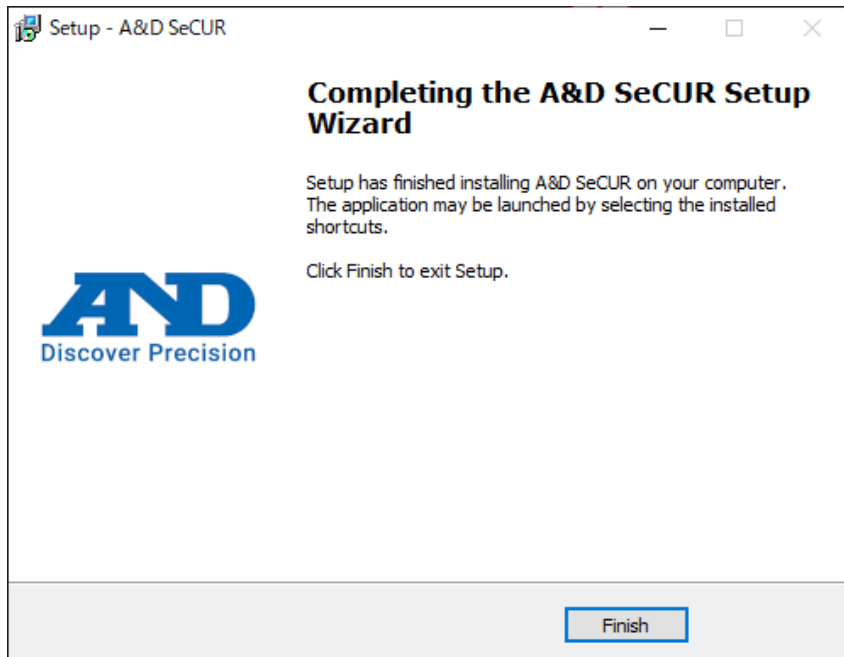 Setup - A&D SeCUR
Completing the A&D SeCUR Setup
Wizard
Setup has finished installing A&D SeCUR on your computer.
The application may be launched by selecting the installed
shortcuts.
Click Finish to exit Setup.
AND
Discover Precision
Finish